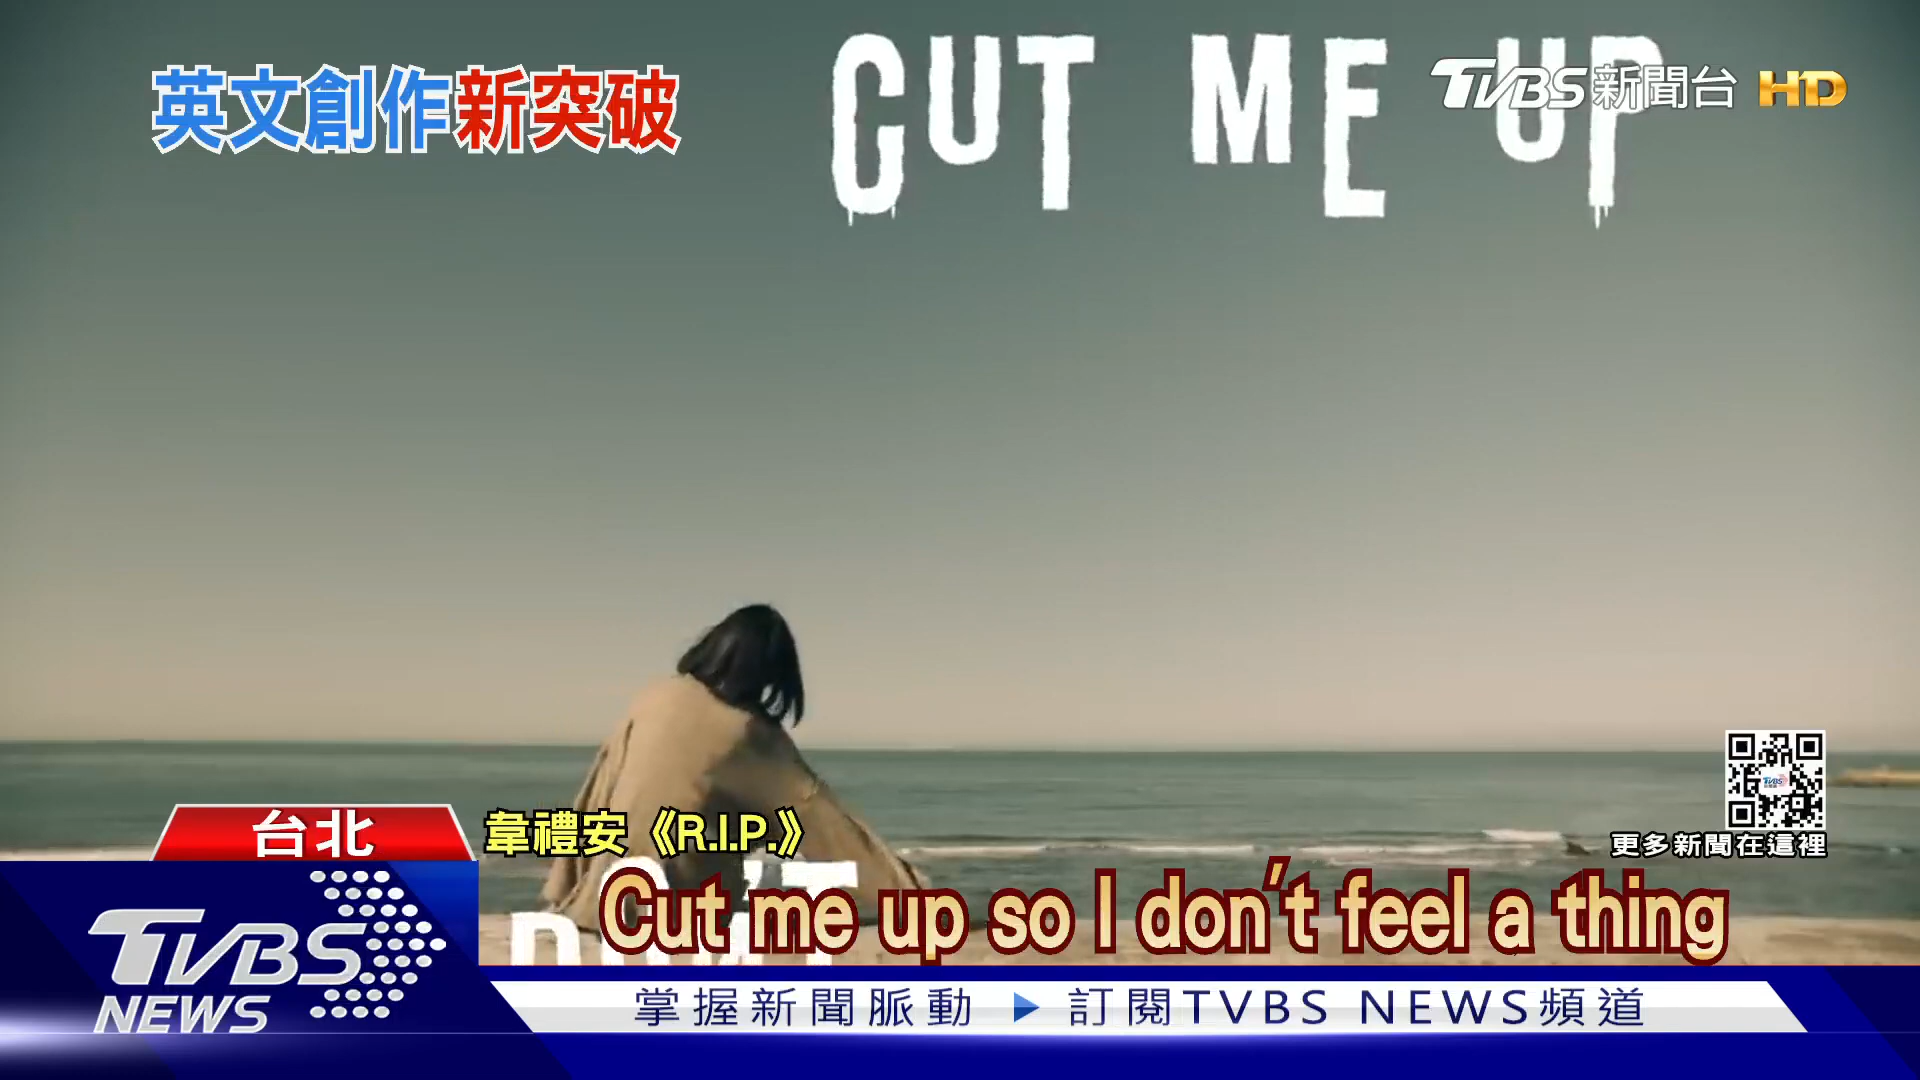 CUT ME UP
英文創作新突破
TVBS新聞台 HD
TVBS
更多新聞在這裡
台北
韋禮安《R.I.P.》
Cut me up so I don't feel a thing
TVBS
NEWS
掌握新聞脈動 ▶ 訂閱TVBS NEWS頻道